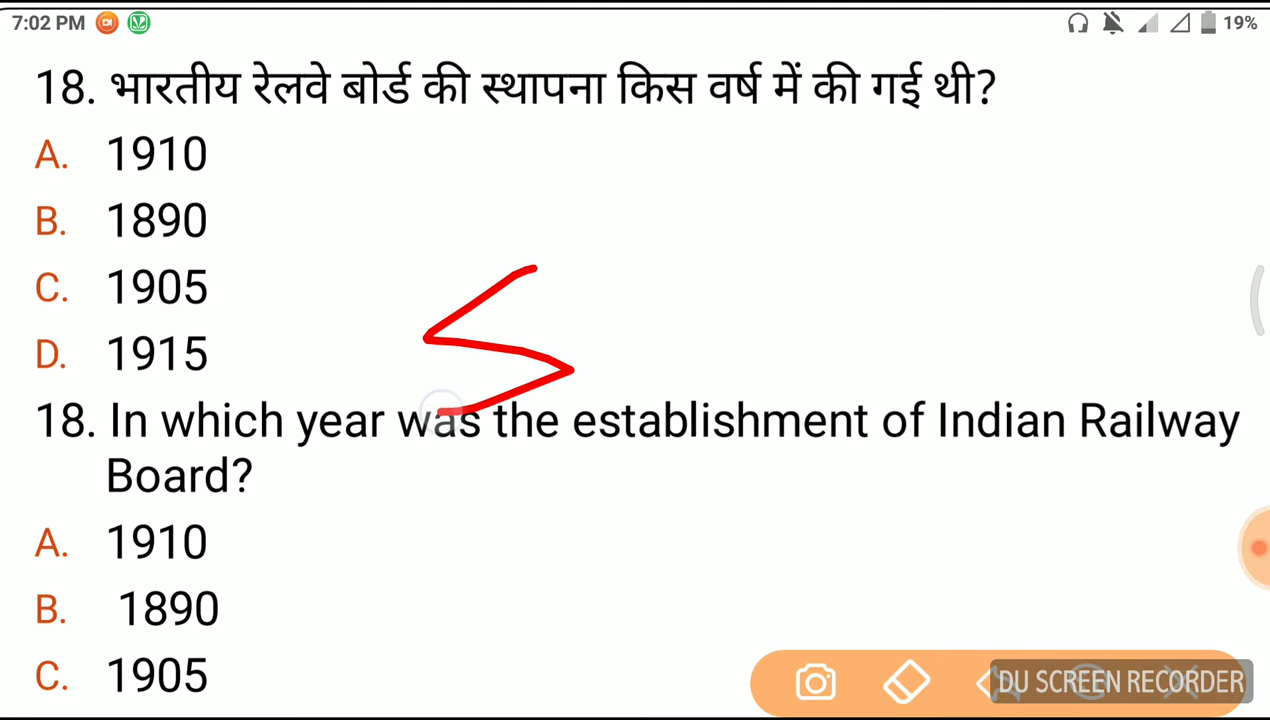 7:02 PM 19%
18. भारतीय रेलवे बोर्ड की स्थापना किस वर्ष में की गई थी?
A. 1910
B. 1890
C. 1905
D. 1915
18. In which year was the establishment of Indian Railway
Board?
A. 1910
B. 1890
C. 1905
DU SCREEN RECORDER